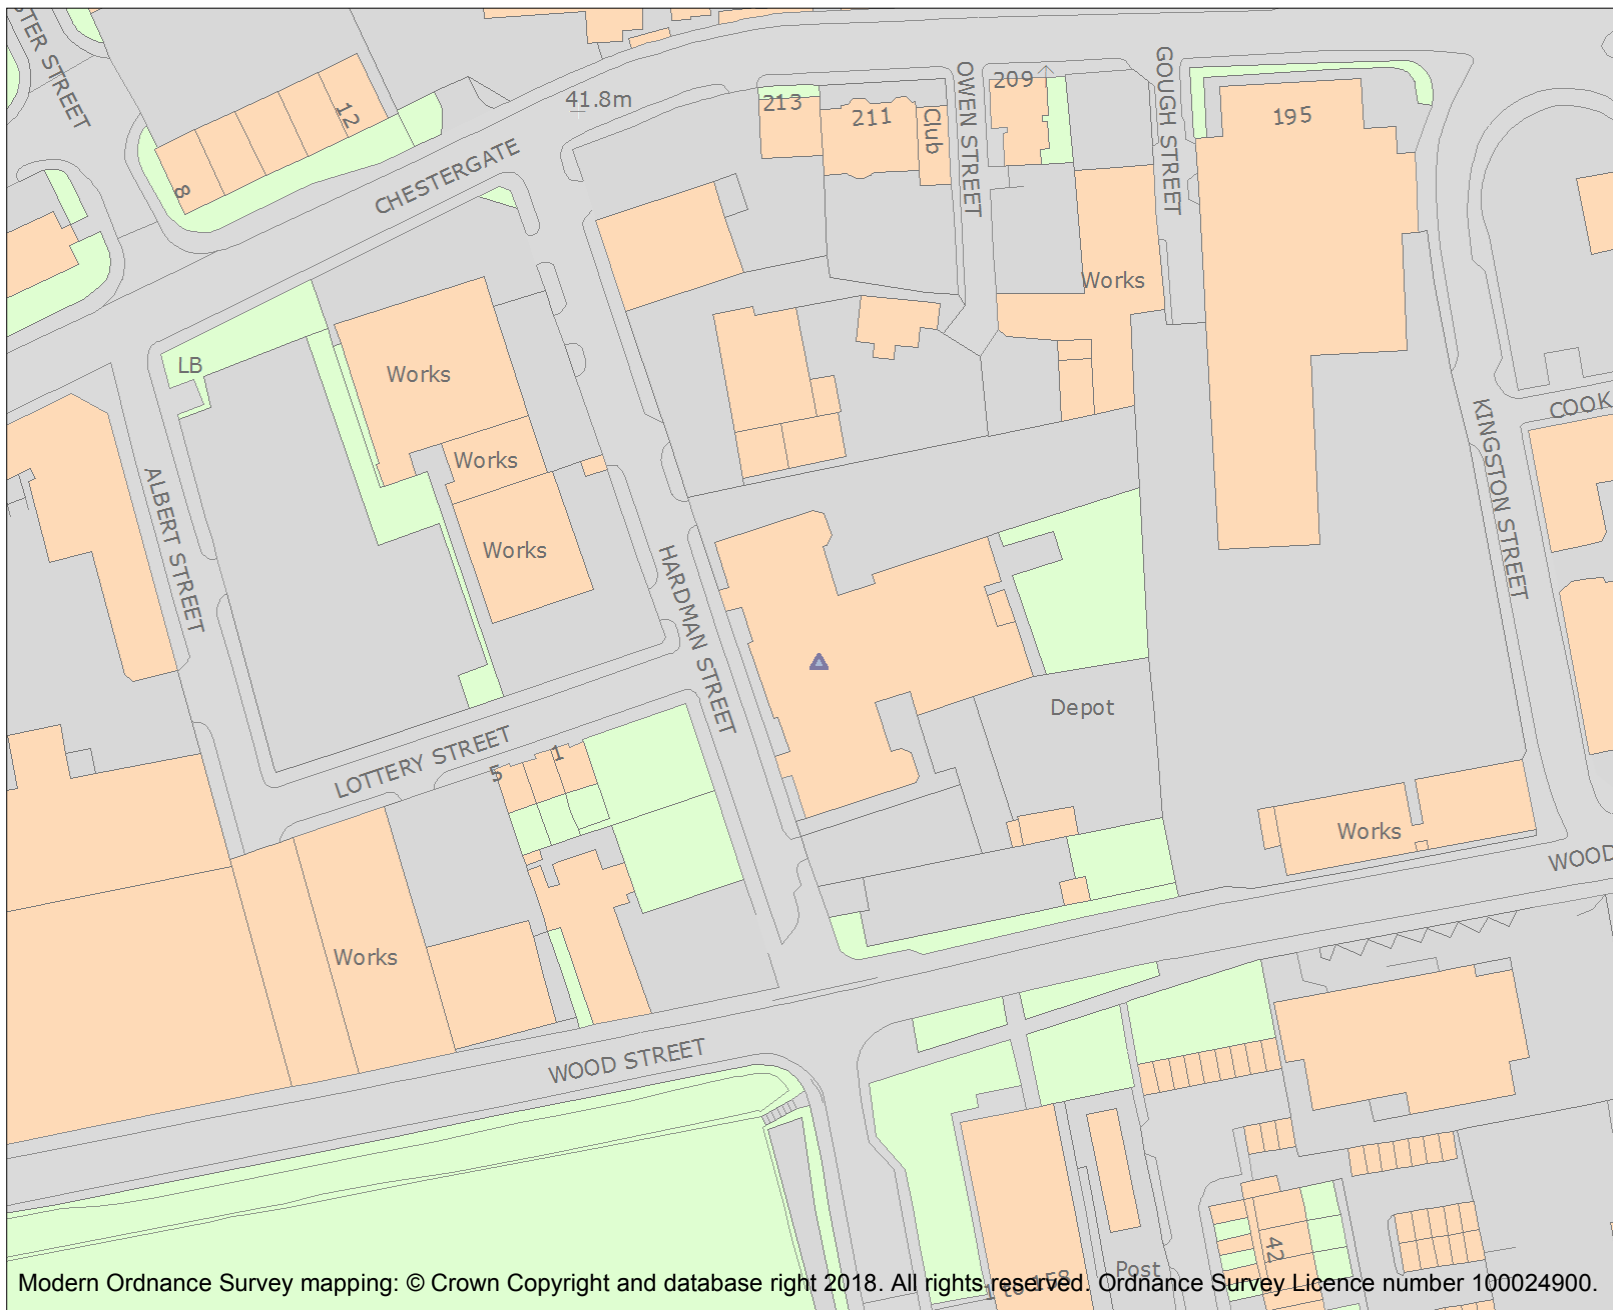 TER STREET
12
8
CHESTERGATE
41.8m
213
211
Club
OWEN STREET
209
GOUGH STREET
195
LB
Works
Works
Works
Works
ALBERT STREET
HARDMAN STREET
KINGSTON STREET
COOK
LOTTERY STREET
5
1
Depot
Works
WOOD
Works
WOOD STREET
42
Post
158
Modern Ordnance Survey mapping: © Crown Copyright and database right 2018. All rights reserved. Ordnance Survey Licence number 100024900.